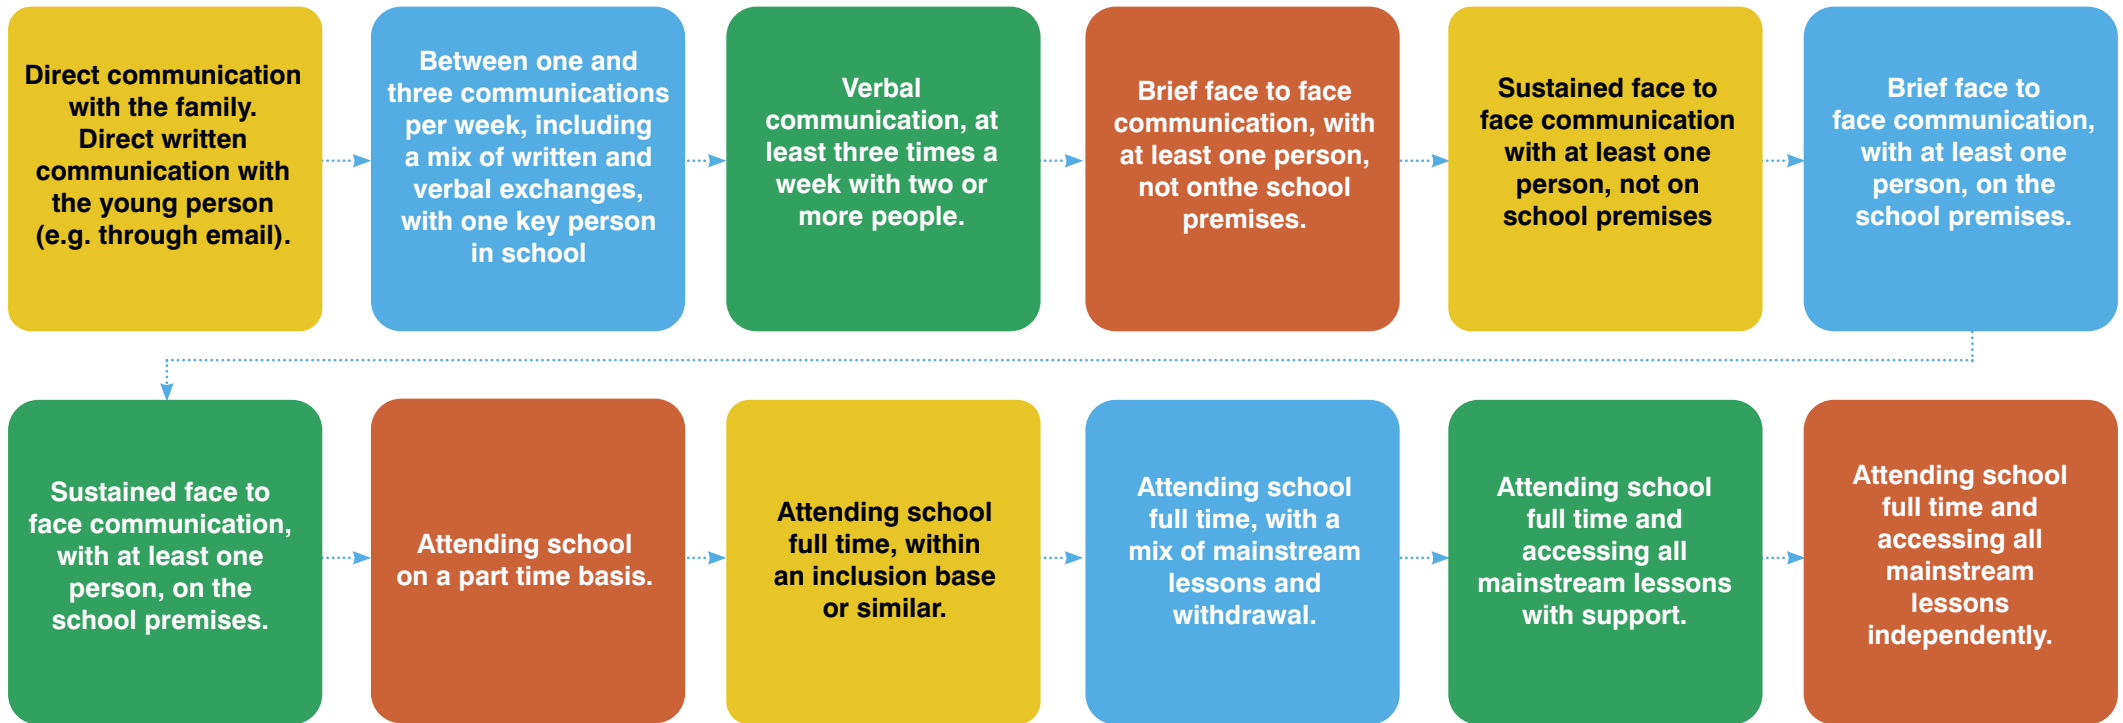 Direct communication
with the family.
Direct written
communication with
the young person
(e.g. through email).
Between one and
three communications
per week, including
a mix of written and
verbal exchanges,
with one key person
in school
Verbal
communication, at
least three times a
week with two or
more people.
Brief face to face
communication, with
at least one person,
not onthe school
premises.
Sustained face to
face communication
with at least one
person, not on
school premises
Brief face to
face communication,
with at least one
person, on the
school premises.
Sustained face to
face communication,
with at least one
person, on the
school premises.
Attending school
on a part time basis.
Attending school
full time, within
an inclusion base
or similar.
Attending school
full time, with a
mix of mainstream
lessons and
withdrawal.
Attending school
full time and
accessing all
mainstream lessons
with support.
Attending school
full time and
accessing all
mainstream
lessons
independently.